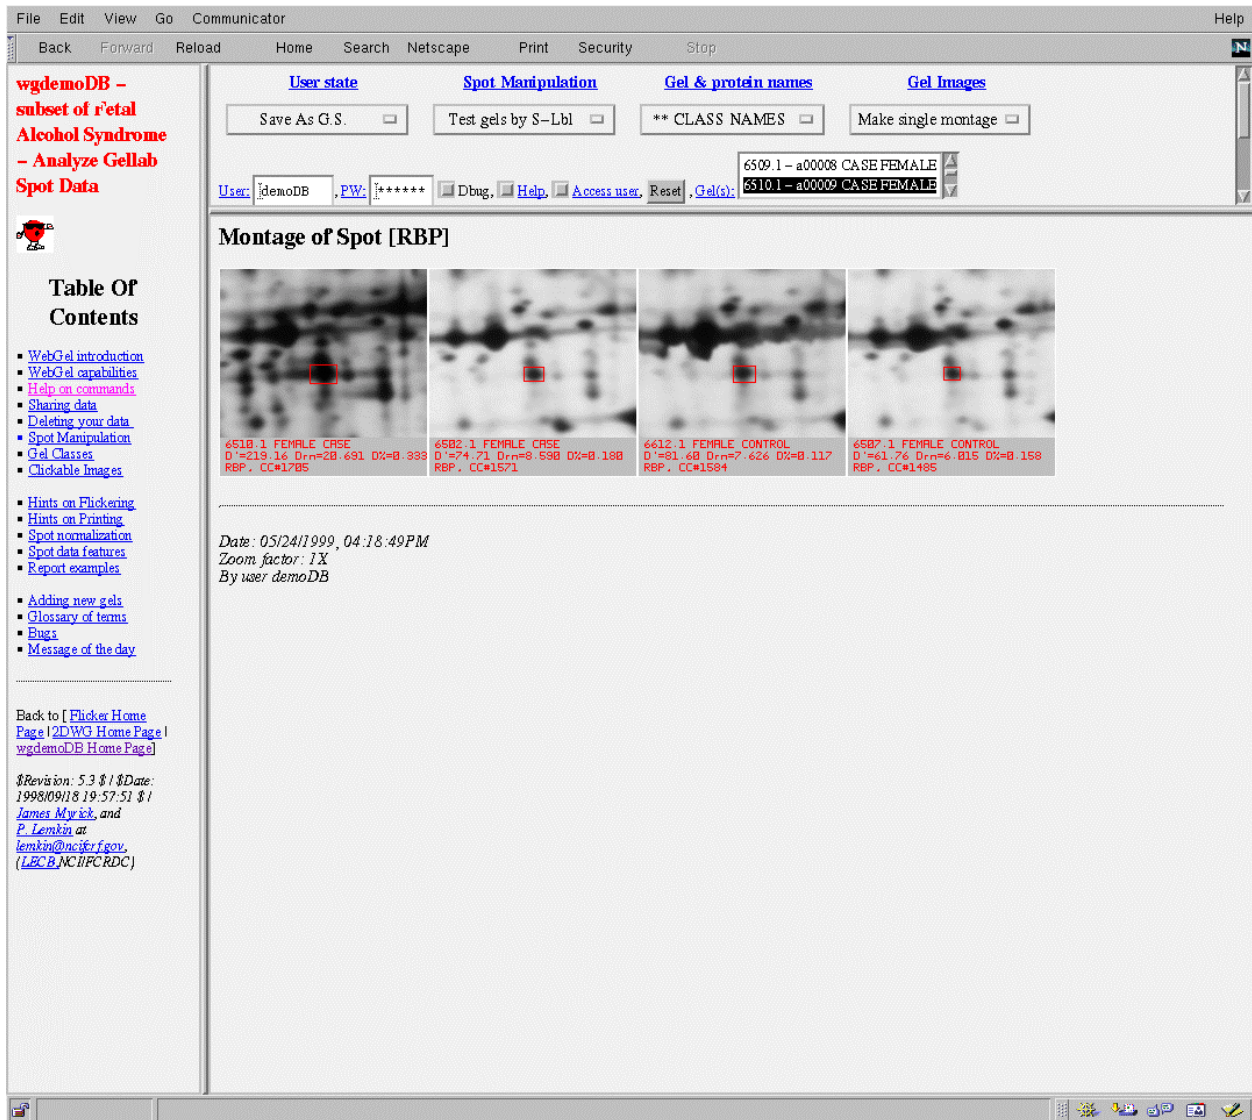 File Edit View Go Communicator Help
Back Forward Reload Home Search Netscape Print Security Stop
N
wgdemoDB –
subset of Fetal
Alcohol Syndrome
– Analyze Gellab
Spot Data
Table Of
Contents
WebGel introduction
WebGel capabilities
Help on commands
Sharing data
Deleting your data
Spot Manipulation
Gel Classes
Clickable Images
Hints on Flickering
Hints on Printing
Spot normalization
Spot data features
Report examples
Adding new gels
Glossary of terms
Bugs
Message of the day
Back to [ Flicker Home
Page | 2DWG Home Page |
wgdemoDB Home Page]
$Revision: 5.3 $ / $Date:
1998/09/18 19:57:51 $ /
James Myrick, and
P. Lemkin at
lemkin@ncifcrf.gov,
(LECB,NCI/FCRDC)
User state Spot Manipulation Gel & protein names Gel Images
Save As G.S. Test gels by S–Lbl ** CLASS NAMES Make single montage
6509.1 – a00008 CASE FEMALE
User: demoDB , PW: ****** Dbug, Help, Access user, Reset , Gel(s): 6510.1 – a00009 CASE FEMALE
Montage of Spot [RBP]
6510.1 FEMALE CASE
D'=219.16 Drn=20.691 D%=0.333
RBP, CC#1705
6502.1 FEMALE CASE
D'=74.71 Drn=8.590 D%=0.180
RBP, CC#1571
6612.1 FEMALE CONTROL
D'=81.60 Drn=7.626 D%=0.117
RBP, CC#1584
6507.1 FEMALE CONTROL
D'=61.76 Drn=6.015 D%=0.158
RBP, CC#1485
Date: 05/24/1999, 04:18:49PM
Zoom factor: 1X
By user demoDB